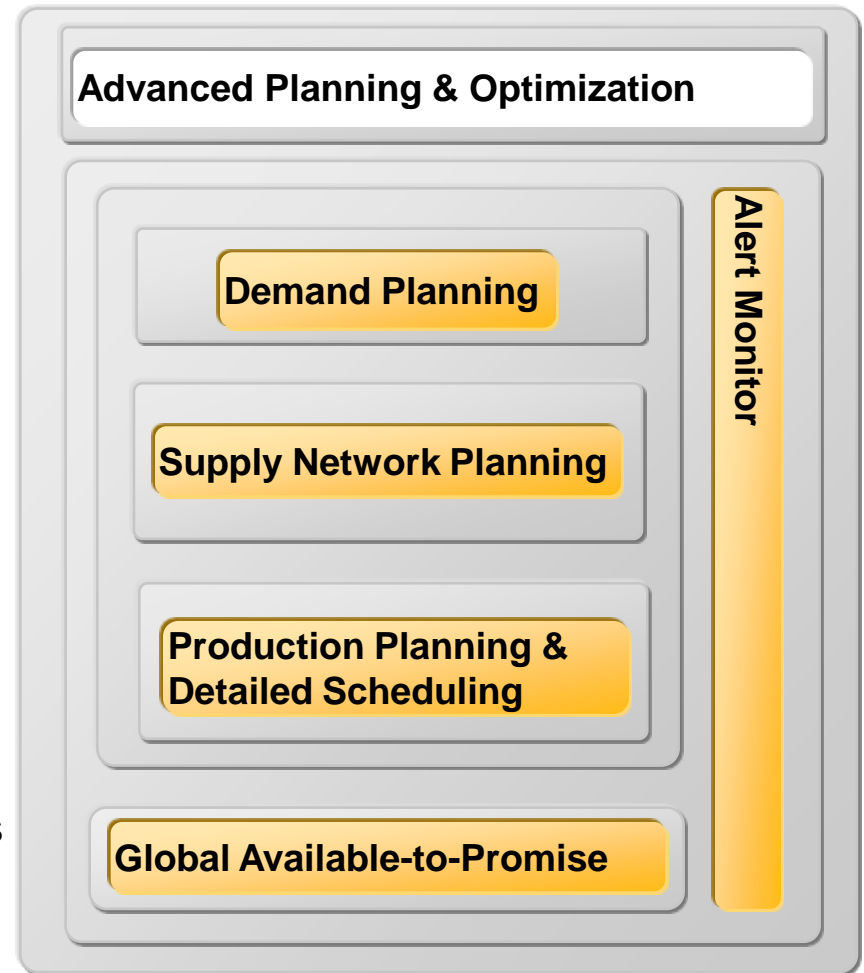 Advanced Planning & Optimization
Alert Monitor
Demand Planning
Supply Network Planning
Production Planning &
Detailed Scheduling
Global Available-to-Promise